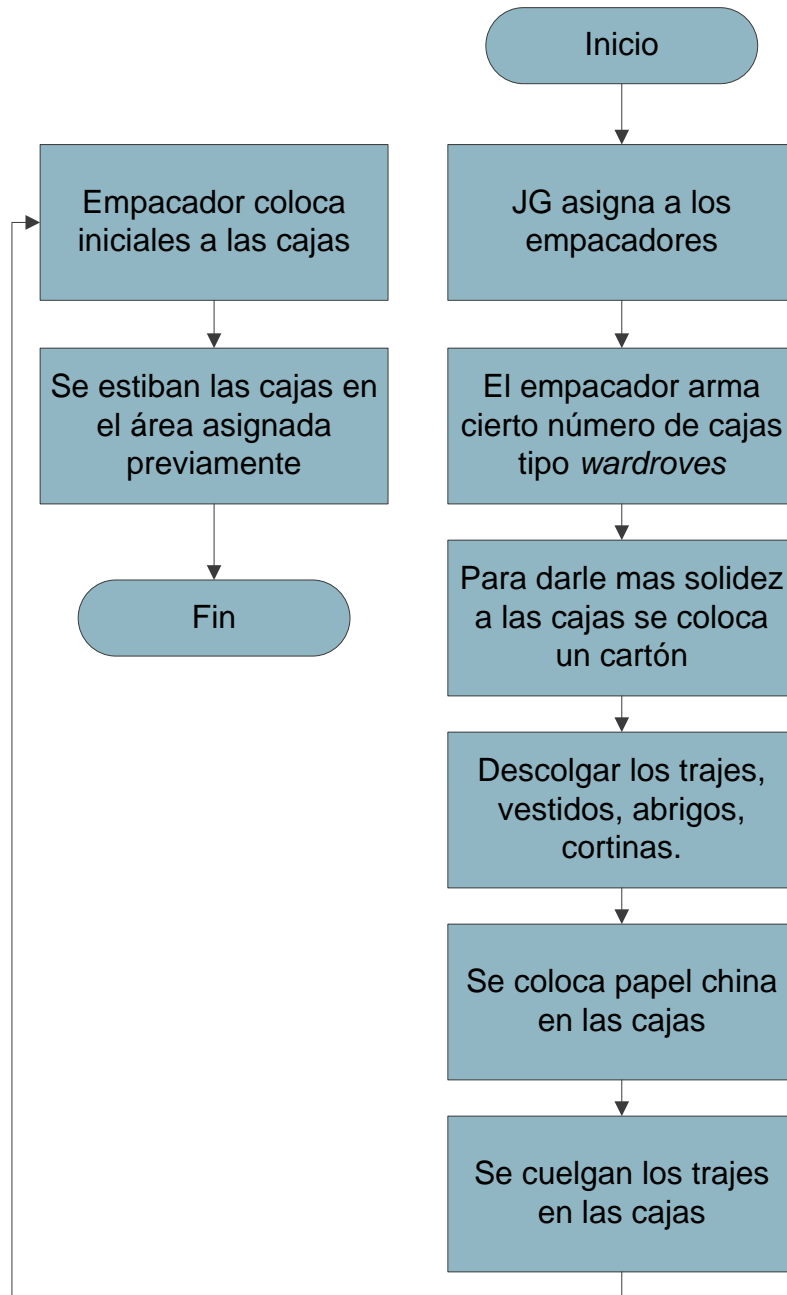 Inicio
JG asigna a los
empacadores
El empacador arma
cierto número de cajas
tipo wardroves
Para darle mas solidez
a las cajas se coloca
un cartón
Descolgar los trajes,
vestidos, abrigos,
cortinas.
Se coloca papel china
en las cajas
Se cuelgan los trajes
en las cajas
Empacador coloca
iniciales a las cajas
Se estiban las cajas en
el área asignada
previamente
Fin